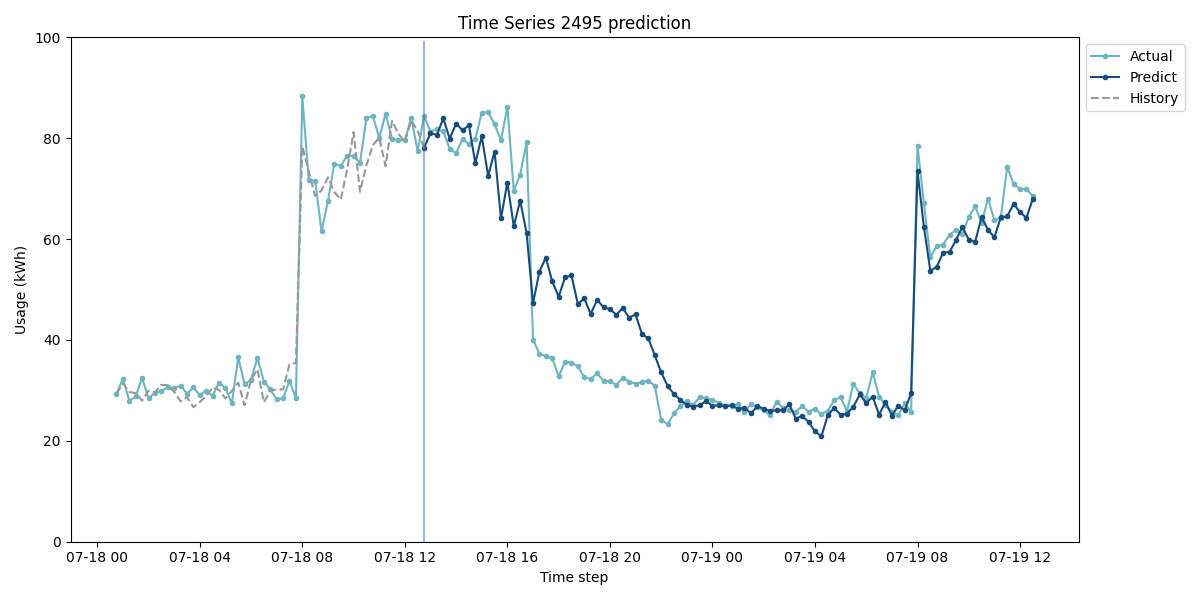 Time Series 2495 prediction
100
80
60
40
20
0
Usage (kWh)
07-18 00
07-18 04
07-18 08
07-18 12
07-18 16
07-18 20
07-19 00
07-19 04
07-19 08
07-19 12
Time step
Actual
Predict
History